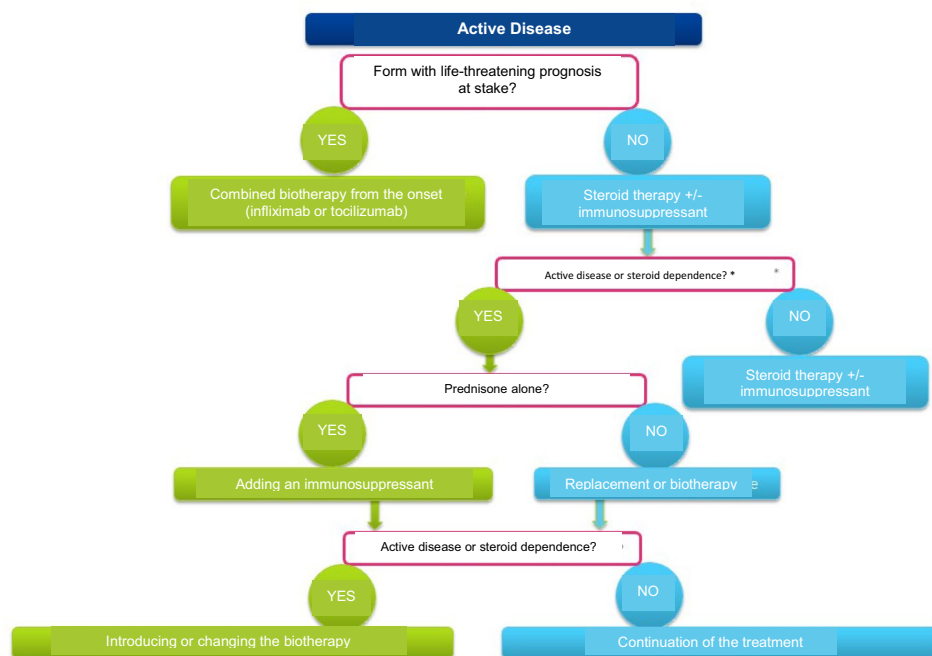 Active Disease
Form with life-threatening prognosis
at stake?
YES
NO
Combined biotherapy from the onset
(infliximab or tocilizumab)
Steroid therapy +/-
immunosuppressant
Active disease or steroid dependence? *
*
YES
NO
Steroid therapy +/-
immunosuppressant
Prednisone alone?
YES
NO
Adding an immunosuppressant
Replacement or biotherapy e
Active disease or steroid dependence?
YES
NO
Introducing or changing the biotherapy
Continuation of the treatment